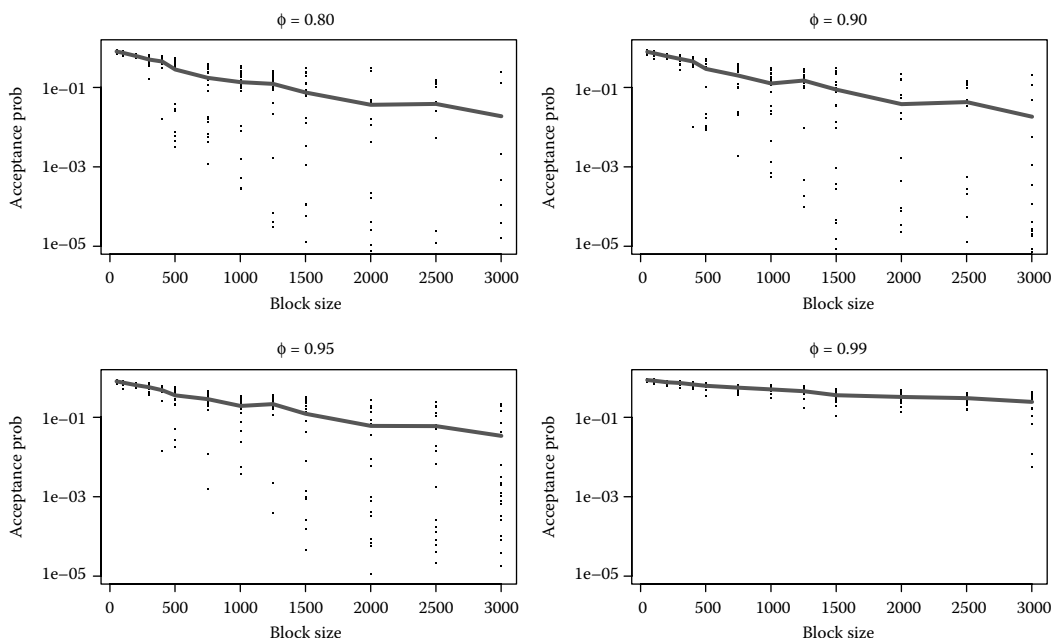 ϕ = 0.80
Acceptance prob
1e−01
1e−03
1e−05
0 500 1000 1500 2000 2500 3000
Block size
ϕ = 0.90
Acceptance prob
1e−01
1e−03
1e−05
0 500 1000 1500 2000 2500 3000
Block size
ϕ = 0.95
Acceptance prob
1e−01
1e−03
1e−05
0 500 1000 1500 2000 2500 3000
Block size
ϕ = 0.99
Acceptance prob
1e−01
1e−03
1e−05
0 500 1000 1500 2000 2500 3000
Block size